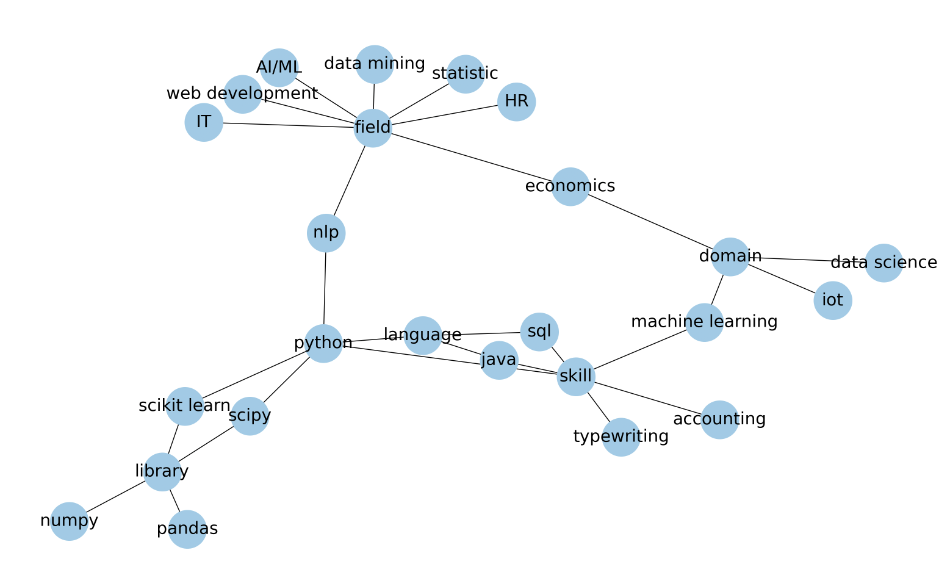 AI/ML
data mining
statistic
web development
HR
IT
field
economics
nlp
domain
data science
iot
machine learning
language
sql
python
java
skill
scikit learn
scipy
accounting
typewriting
library
numpy
pandas